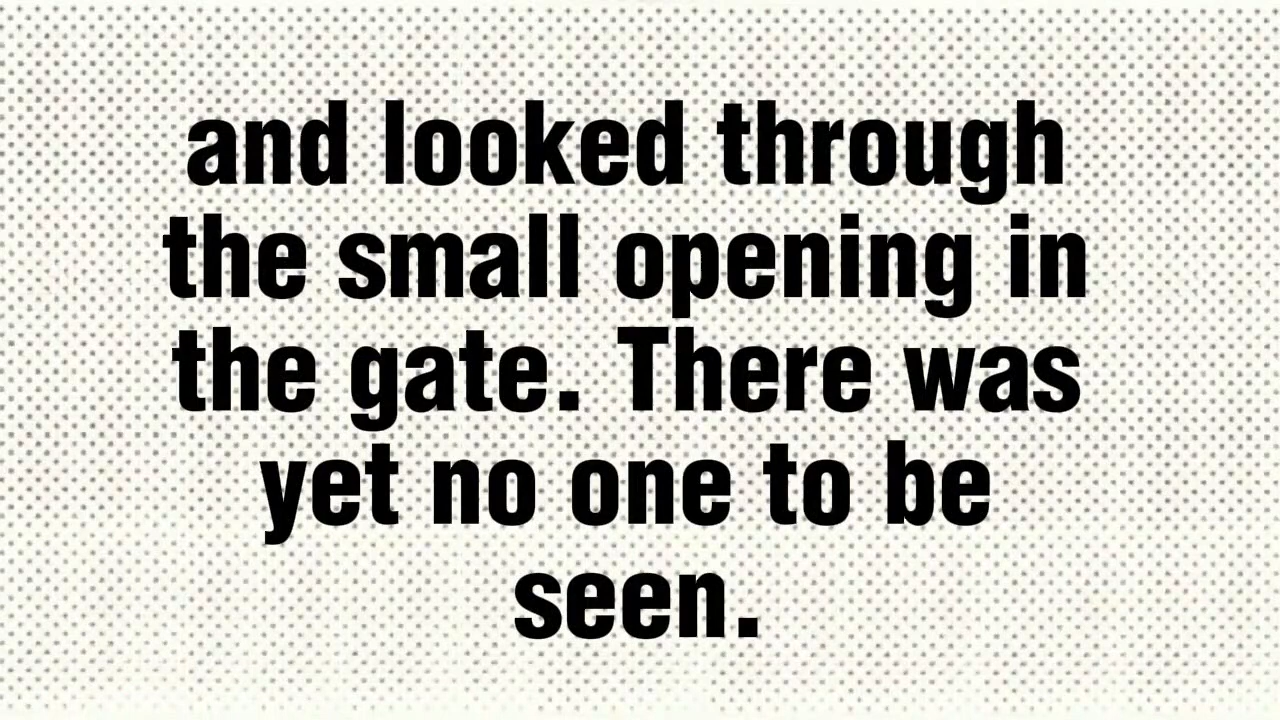 and looked through
the small opening in
the gate. There was
yet no one to be
seen.